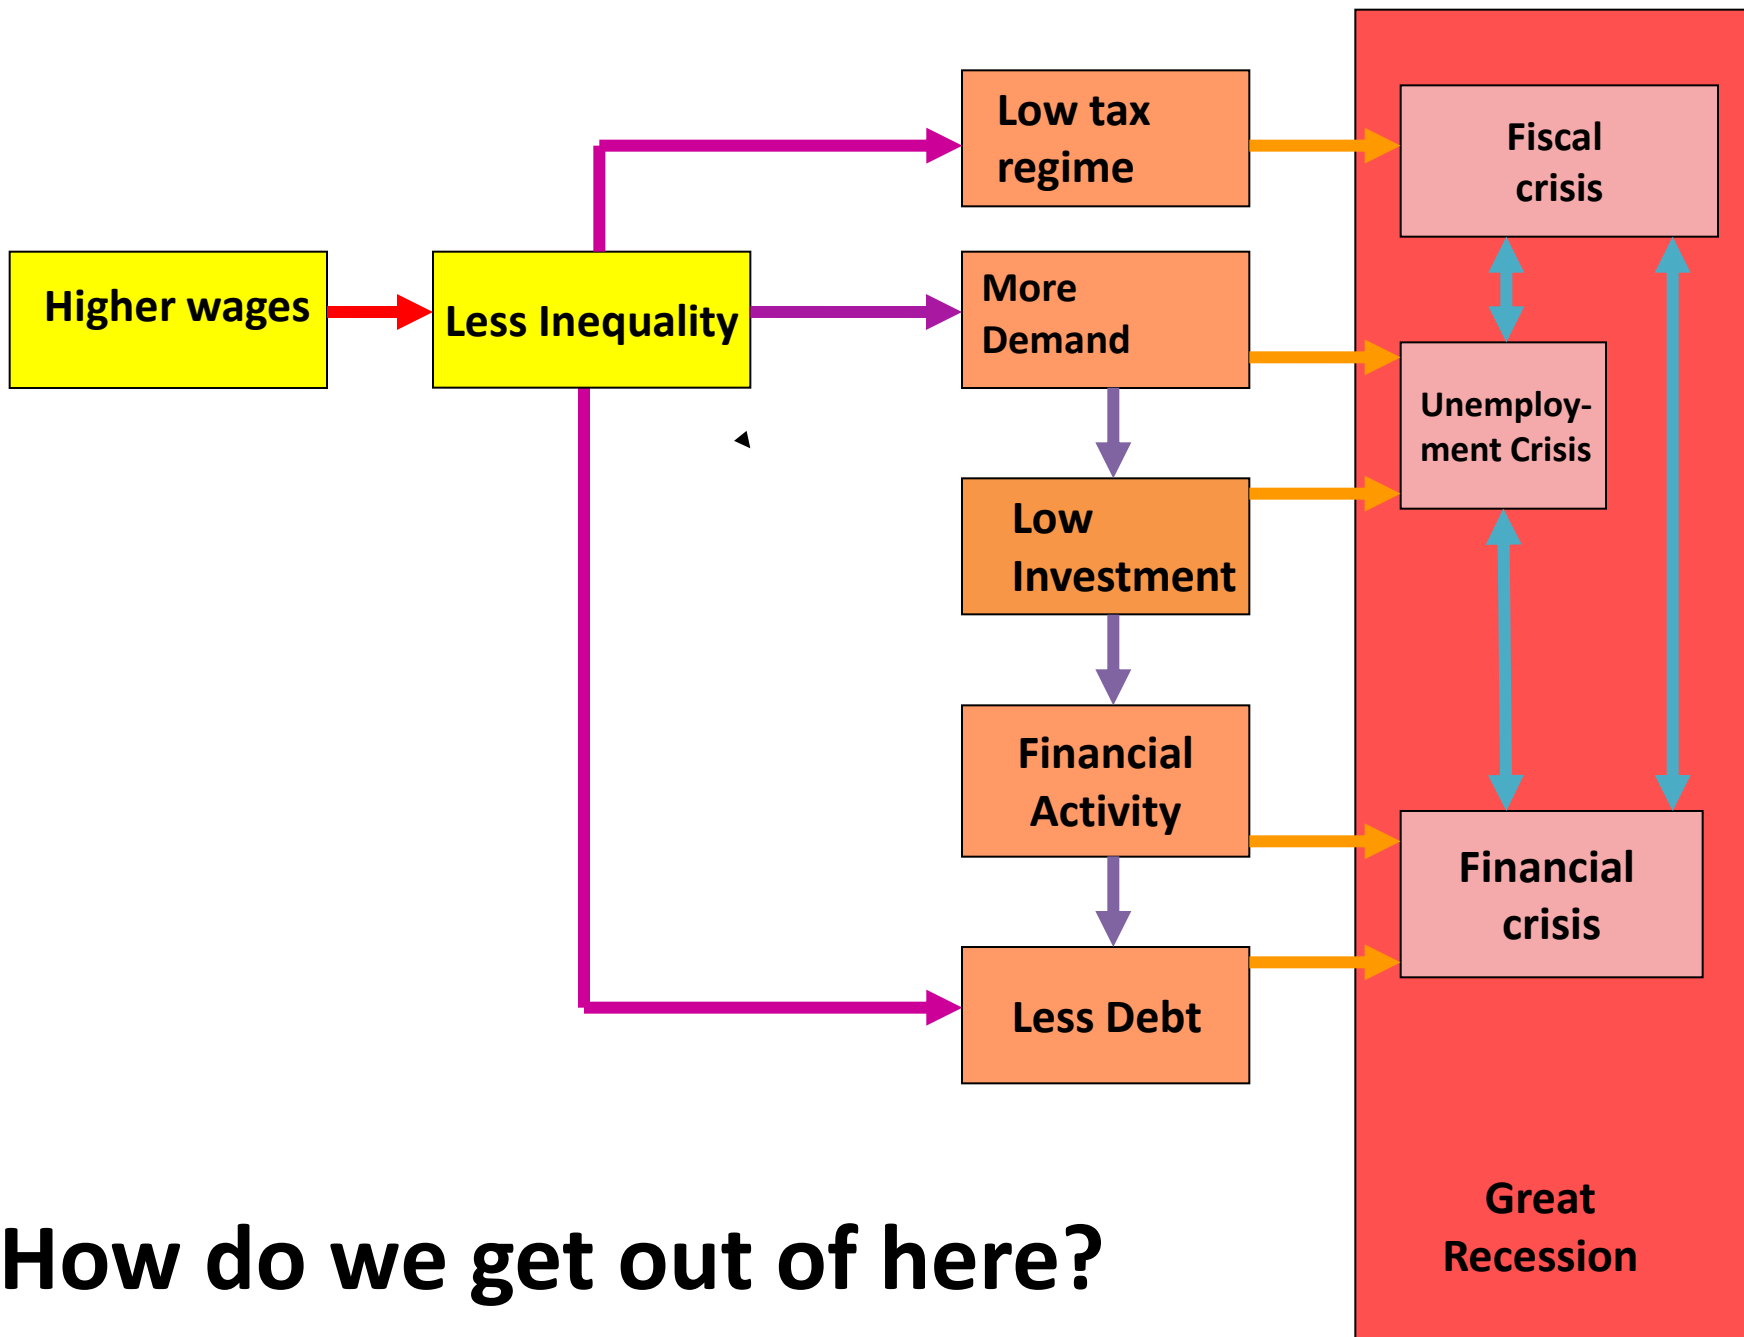 Low tax
regime
Fiscal
crisis
Higher wages
Less Inequality
More
Demand
Unemploy-
ment Crisis
Low
Investment
Financial
Activity
Financial
crisis
Less Debt
Great
Recession
How do we get out of here?